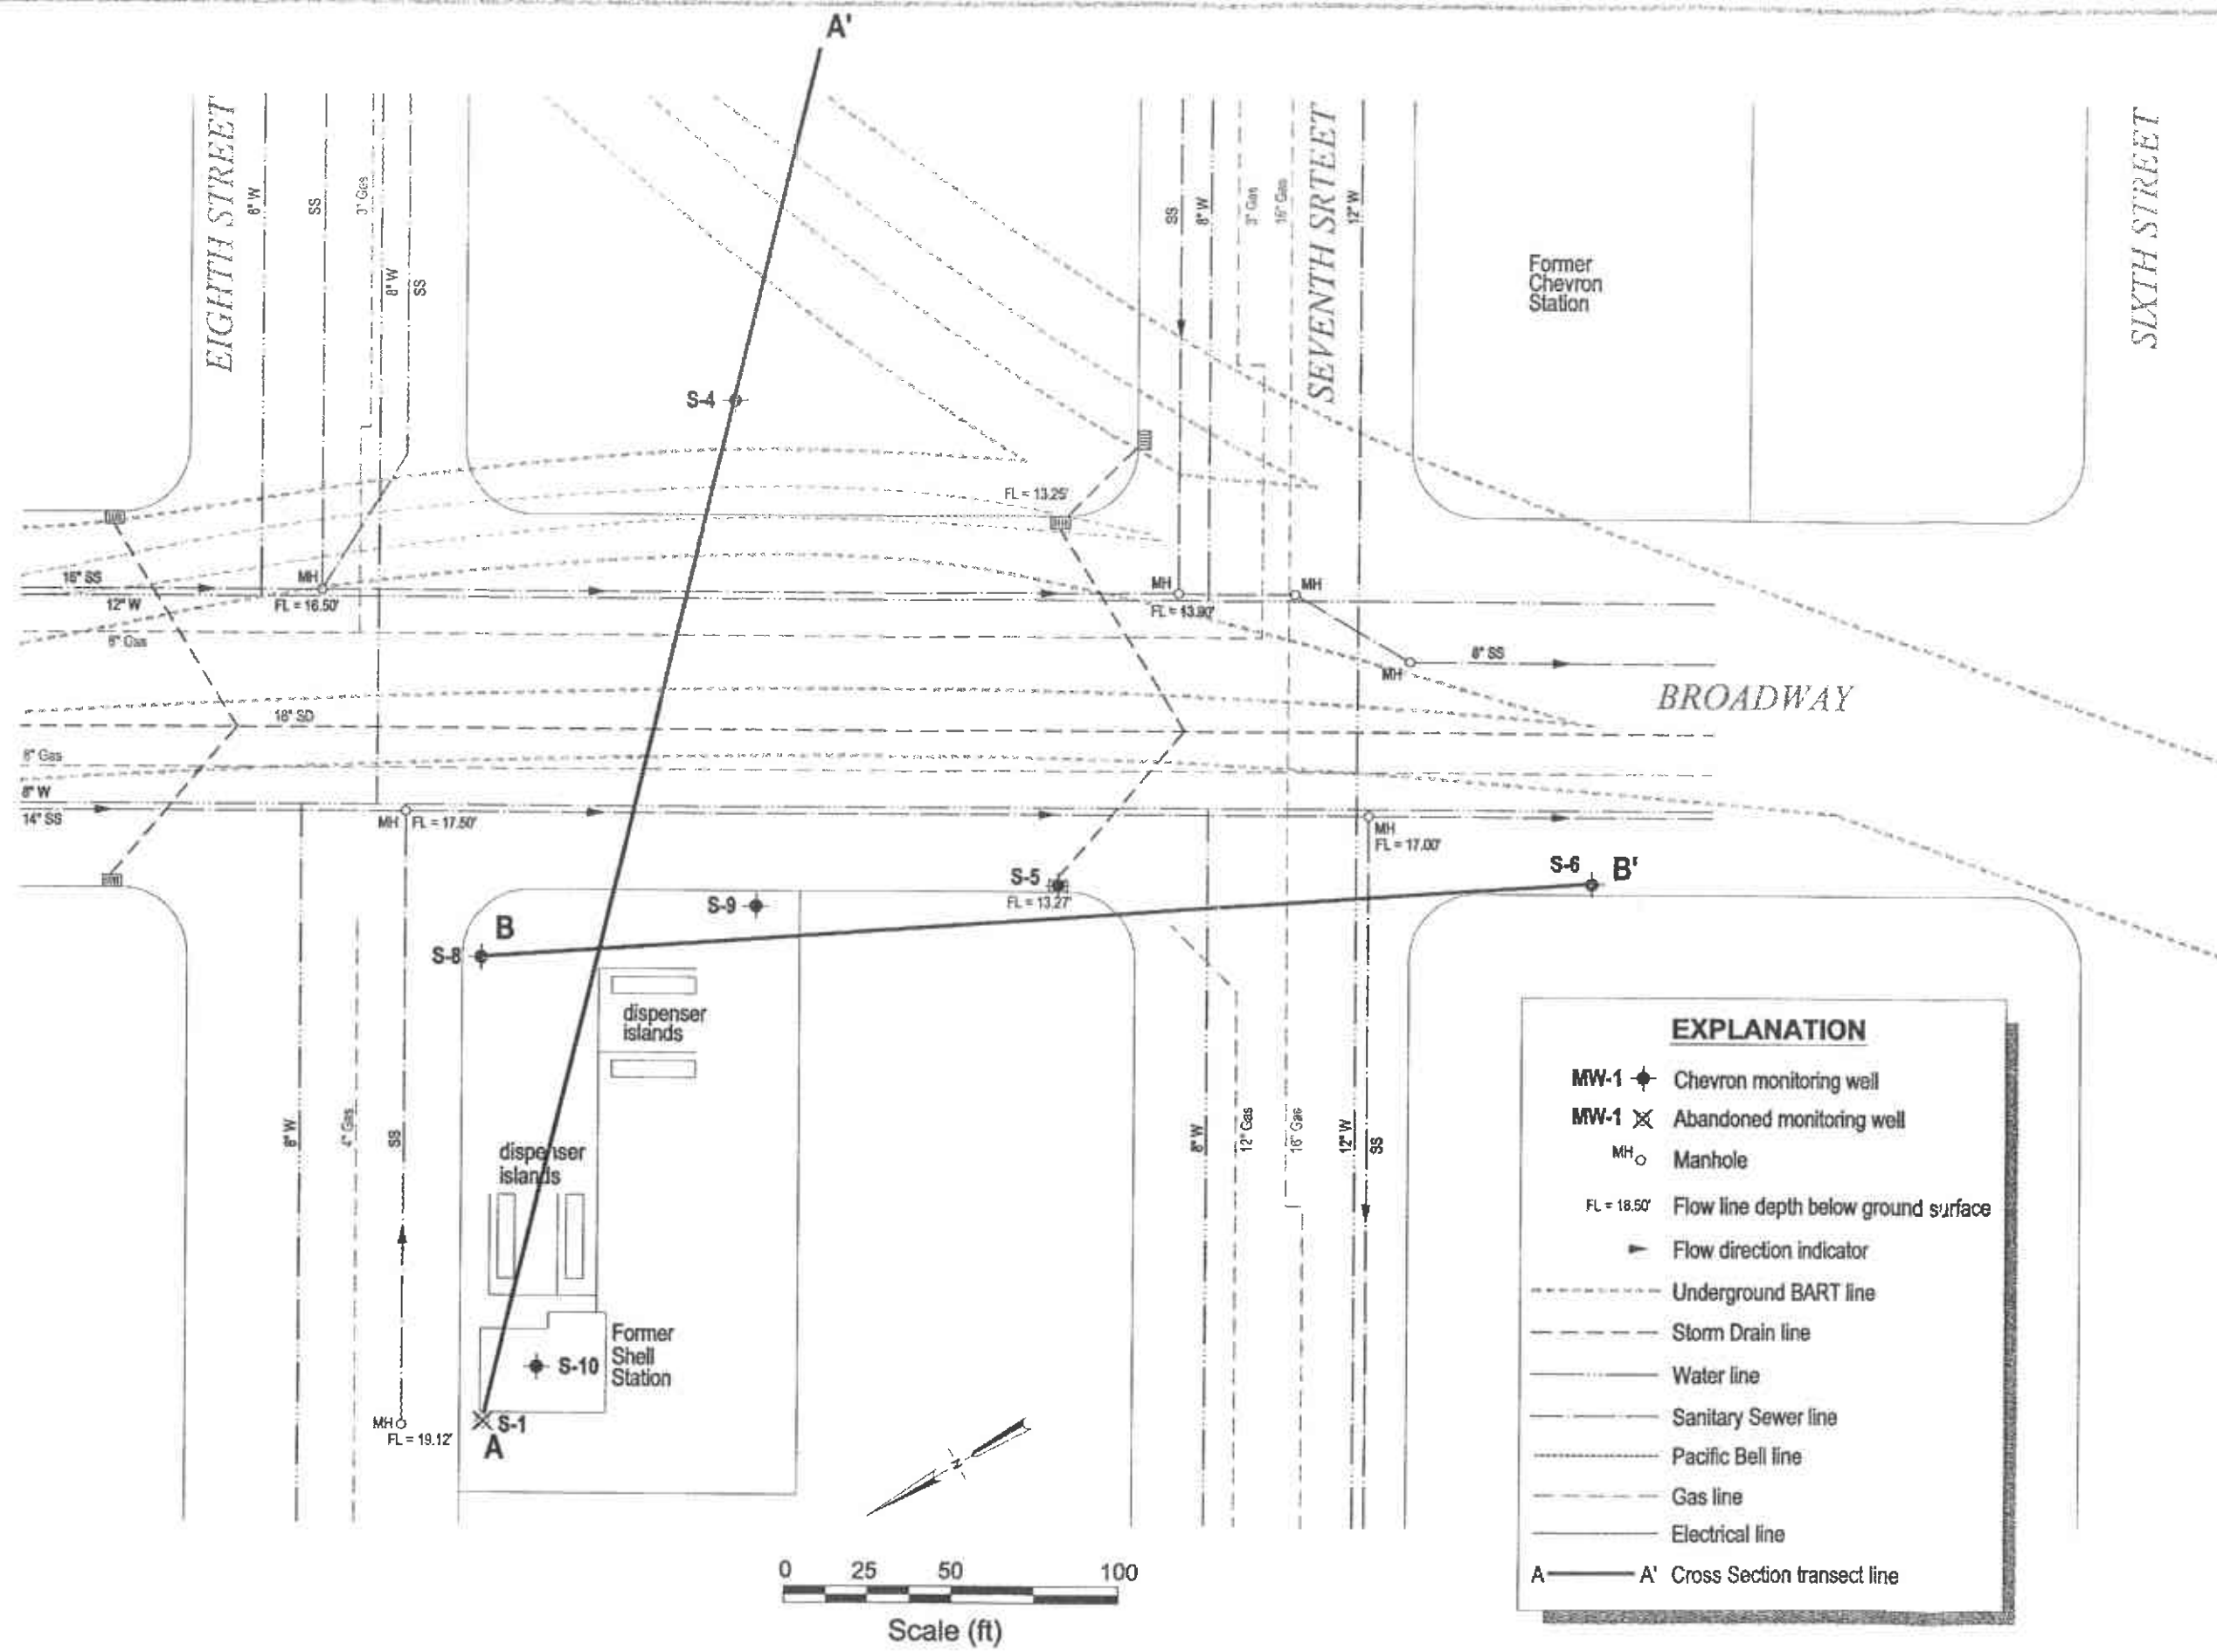 A'
EIGHTH STREET
8" W
SS
3" Gas
8" W
SS
SS
8" W
3" Gas
16" Gas
SEVENTH SRTEET
12" W
Former
Chevron
Station
SIXTH STREET
S-4
FL = 13.25'
16" SS
12" W
MH
FL = 16.50'
6" Gas
MH
FL = 13.90'
MH
MH
8" SS
BROADWAY
18" SD
6" Gas
8" W
14" SS
MH
FL = 17.50'
MH
FL = 17.00'
S-5
FL = 13.27'
S-6
B'
S-9
B
S-8
dispenser
islands
dispenser
islands
8" W
4" Gas
SS
8" W
12" Gas
16" Gas
12" W
SS
Former
Shell
Station
S-10
MH
FL = 19.12'
S-1
A
N
EXPLANATION
MW-1 Chevron monitoring well
MW-1 Abandoned monitoring well
MH Manhole
FL = 18.50' Flow line depth below ground surface
Flow direction indicator
Underground BART line
Storm Drain line
Water line
Sanitary Sewer line
Pacific Bell line
Gas line
Electrical line
A A' Cross Section transect line
0 25 50 100
Scale (ft)